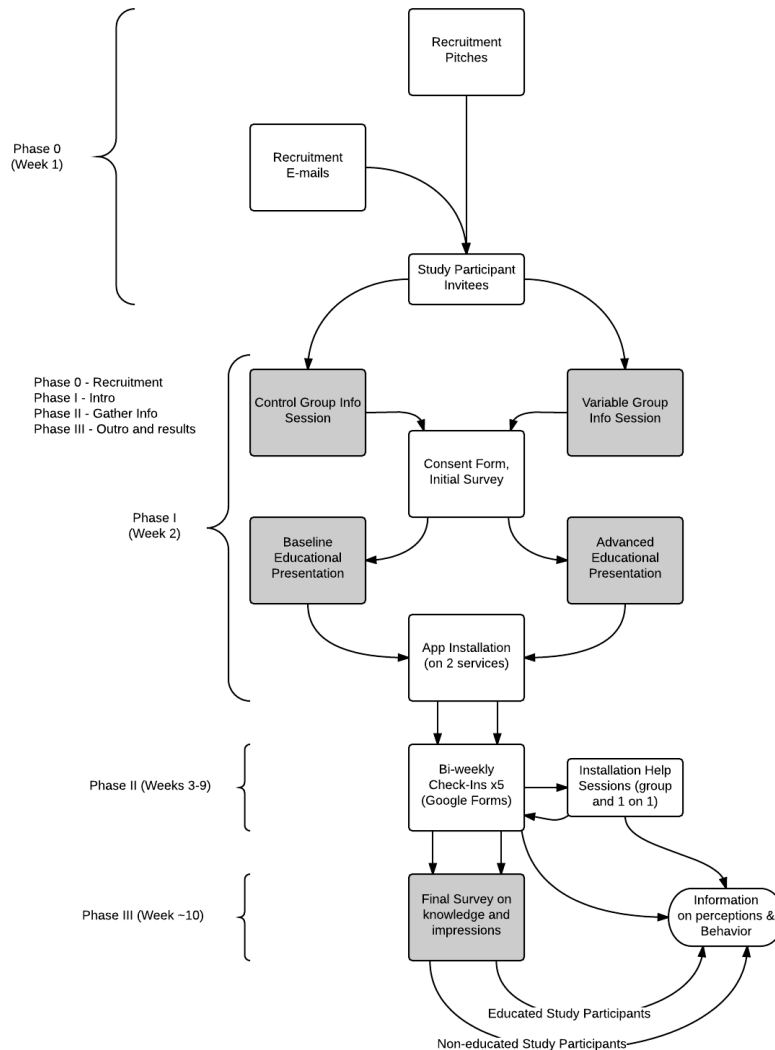 Recruitment
Pitches
Phase 0
(Week 1)
Recruitment
E-mails
Study Participant
Invitees
Phase 0 - Recruitment
Phase I - Intro
Phase II - Gather Info
Phase III - Outro and results
Control Group Info
Session
Variable Group
Info Session
Consent Form,
Initial Survey
Phase I
(Week 2)
Baseline
Educational
Presentation
Advanced
Educational
Presentation
App Installation
(on 2 services)
Phase II (Weeks 3-9)
Bi-weekly
Check-Ins x5
(Google Forms)
Installation Help
Sessions (group
and 1 on 1)
Phase III (Week ~10)
Final Survey on
knowledge and
impressions
Information
on perceptions &
Behavior
Educated Study Participants
Non-educated Study Participants